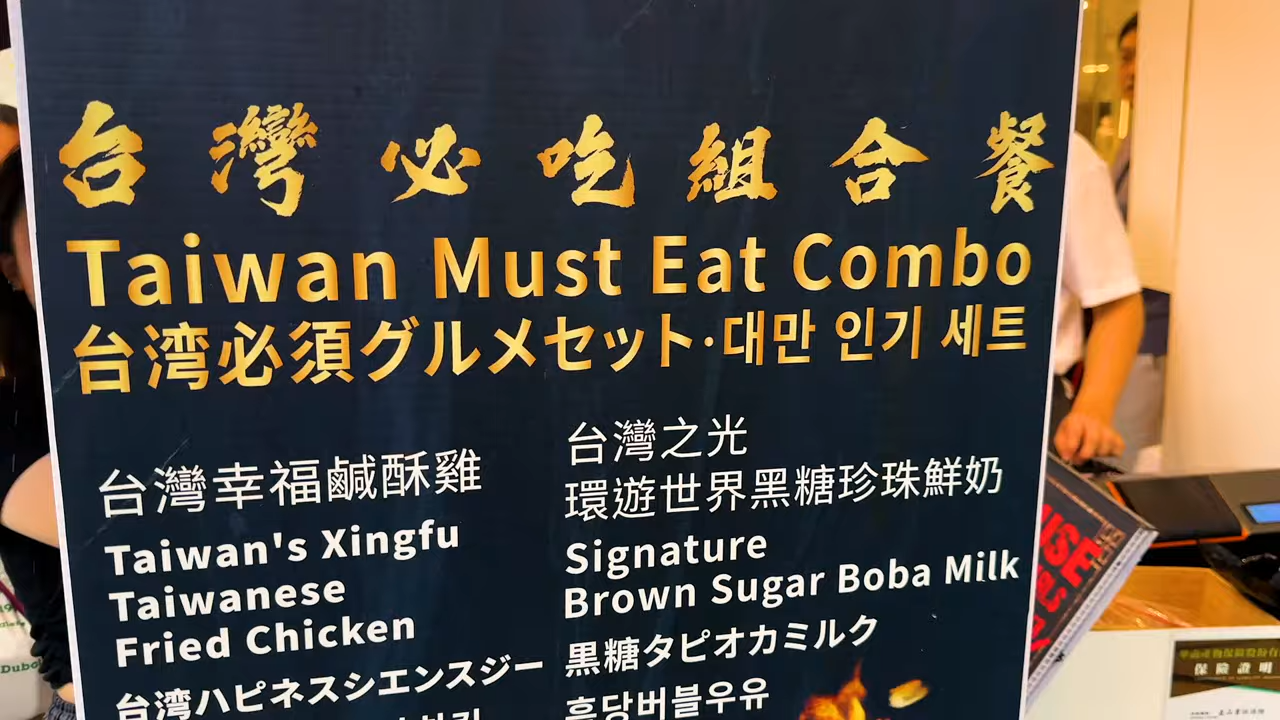 台灣必吃組合餐
Taiwan Must Eat Combo
台湾必須グルメセット·대만 인기 세트
台灣幸福鹹酥雞
Taiwan's Xingfu
Taiwanese
Fried Chicken
台湾ハピネスシエンスジー
台灣之光
環遊世界黑糖珍珠鮮奶
Signature
Brown Sugar Boba Milk
黒糖タピオカミルク
흑당버블우유
保險證明